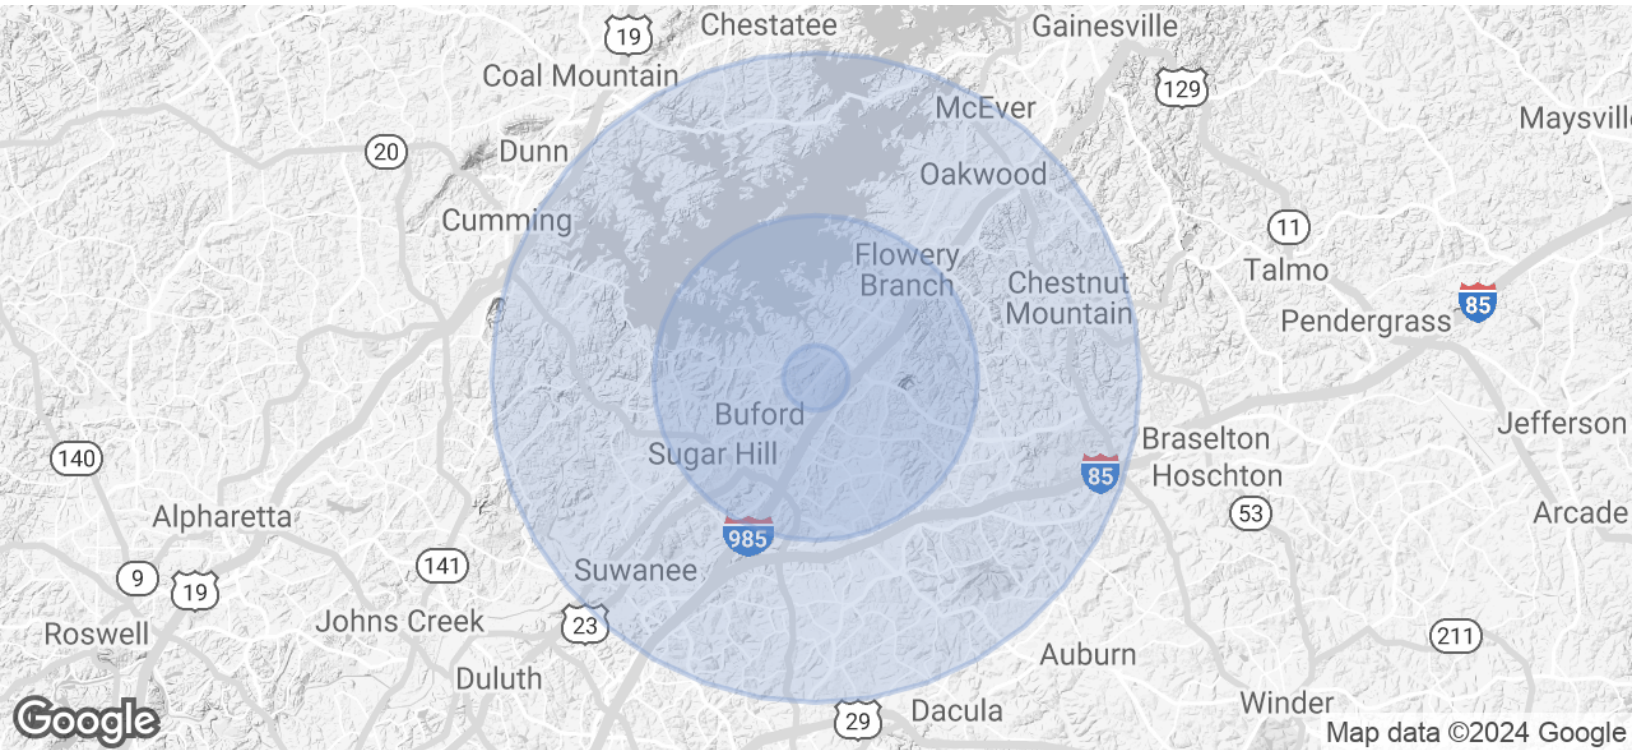 Chestatee
Gainesville
19
Coal Mountain
129
McEver
Maysville
20
Dunn
Oakwood
Cumming
11
Flowery
Branch
Talmo
Chestnut
Mountain
85
Pendergrass
Buford
Jefferson
Braselton
Sugar Hill
140
85
Hoschton
Alpharetta
53
Arcade
985
141
Suwanee
9
19
Johns Creek
23
Roswell
211
Auburn
Duluth
Winder
Dacula
29
Google
Map data ©2024 Google